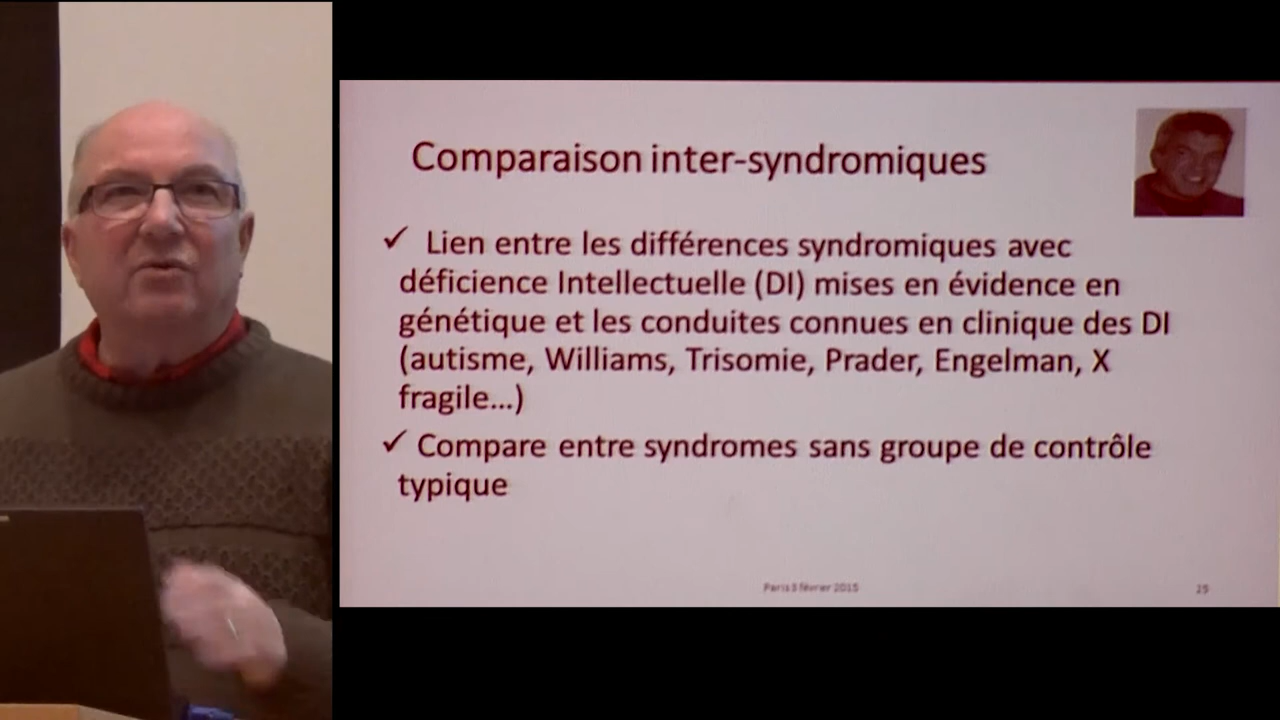 Comparaison inter-syndromiques
✓ Lien entre les différences syndromiques avec
déficience Intellectuelle (DI) mises en évidence en
génétique et les conduites connues en clinique des DI
(autisme, Williams, Trisomie, Prader, Engelman, X
fragile...)
✓ Compare entre syndromes sans groupe de contrôle
typique
Paris 3 février 2015
25